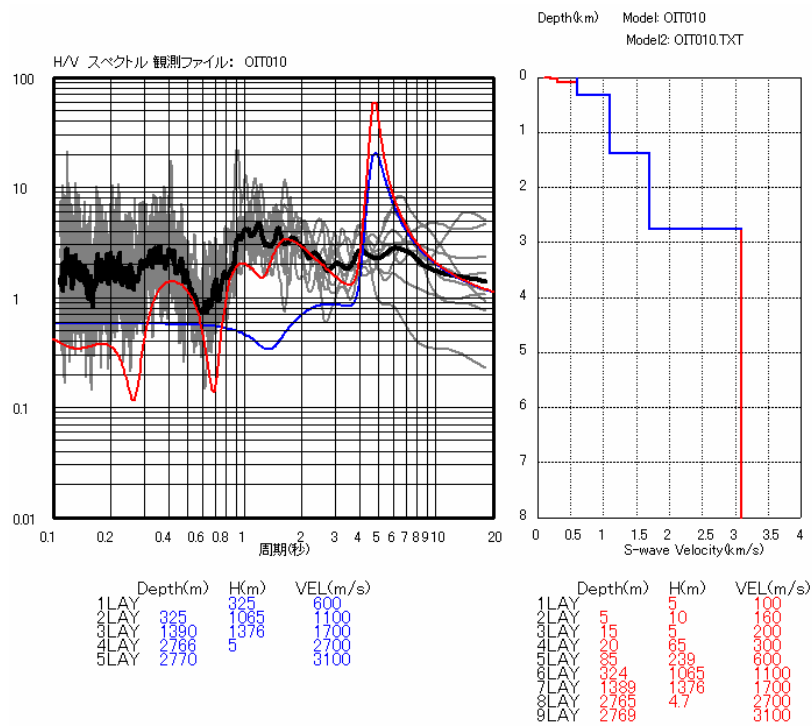 Depth(km) Model: OIT010
Model2: OIT010.TXT
H/V スペクトル 観測ファイル: OIT010
100
10
1
0.1
0.01
0.1 0.2 0.4 0.6 0.8 1 2 4 5 6 7 8 9 10 20
周期(秒)
0
1
2
3
4
5
6
7
8
0 0.5 1 1.5 2 2.5 3 3.5 4
S-wave Velocity(km/s)
Depth(m) H(m) VEL(m/s)
1LAY 325 600
2LAY 325 1065 1100
3LAY 1390 1376 1700
4LAY 2766 5 2700
5LAY 2770 3100
Depth(m) H(m) VEL(m/s)
1LAY 5 100
2LAY 5 10 160
3LAY 15 5 200
4LAY 20 65 300
5LAY 85 239 600
6LAY 324 1065 1100
7LAY 1389 1376 1700
8LAY 2765 4.7 2700
9LAY 2769 3100